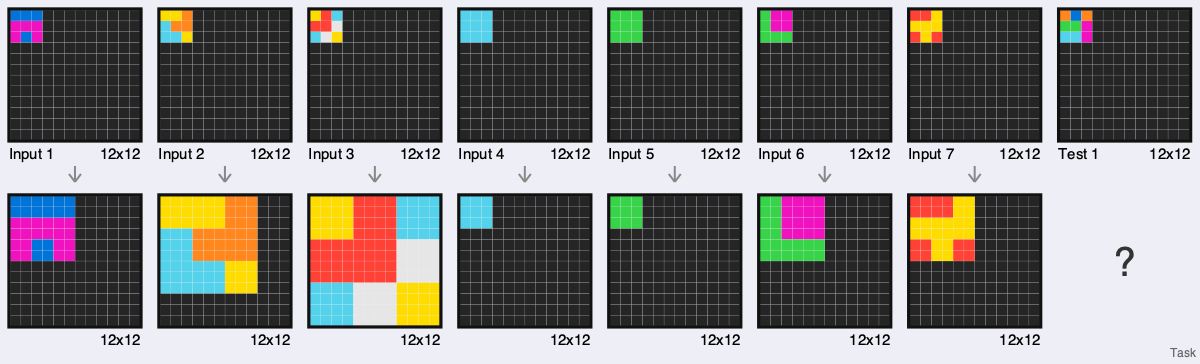 Input 1 12x12
Input 2 12x12
Input 3 12x12
Input 4 12x12
Input 5 12x12
Input 6 12x12
Input 7 12x12
Test 1 12x12
?
12x12
12x12
12x12
12x12
12x12
12x12
12x12
Task